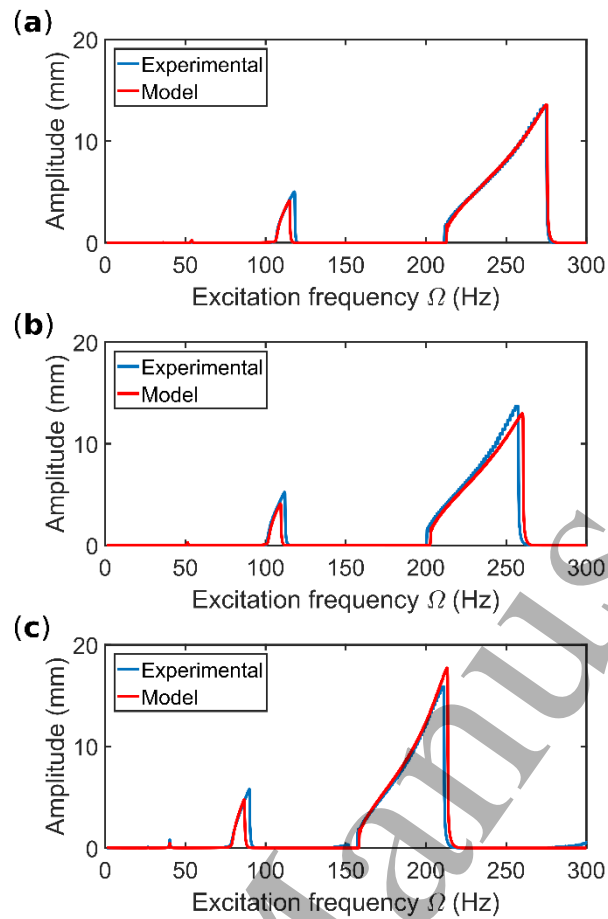 (a)
20
10
0
Amplitude (mm)
Experimental
Model
0 50 100 150 200 250 300
Excitation frequency Ω (Hz)
(b)
20
10
0
Amplitude (mm)
Experimental
Model
0 50 100 150 200 250 300
Excitation frequency Ω (Hz)
(c)
20
10
0
Amplitude (mm)
Experimental
Model
0 50 100 150 200 250 300
Excitation frequency Ω (Hz)
Manus